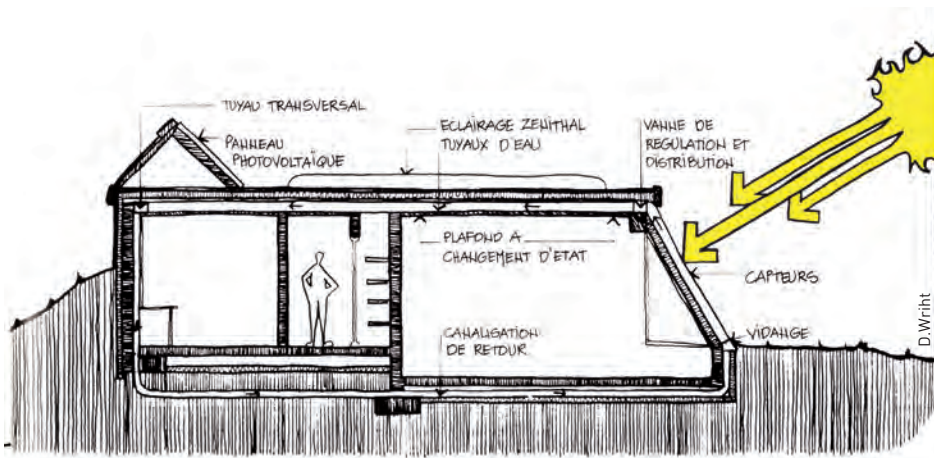 TUYAU TRANSVERSAL
PANNEAU
PHOTOVOLTAÏQUE
ECLAIRAGE ZENITHAL
TUYAUX D'EAU
VANNE DE
REGULATION ET
DISTRIBUTION
PLAFOND A
CHANGEMENT D'ETAT
CAPTEURS
CANALISATION
DE RETOUR
VIDANGE
D.Wriht